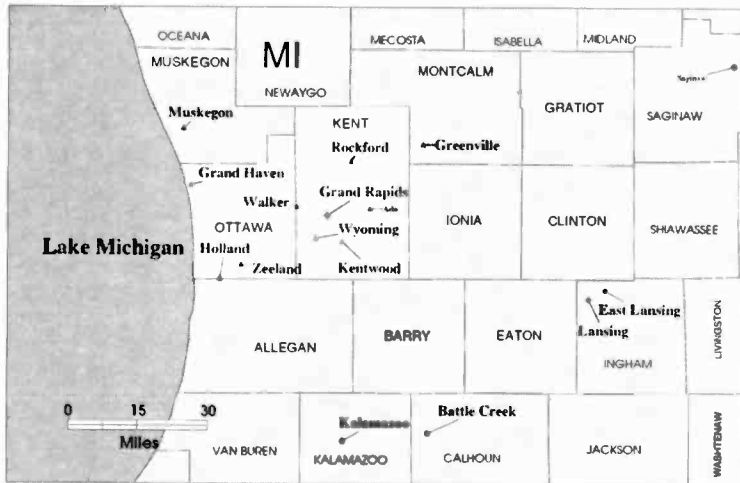 OCEANA
MI
MECOSTA
ISABELLA
MIDLAND
MUSKEGON
MONTCALM
NEWAYGO
GRATIOT
SAGINAW
KENT
Muskegon
Rockford
Greenville
Grand Haven
Walker
Grand Rapids
OTTAWA
IONIA
CLINTON
SHIAWASSEE
Wyoming
Lake Michigan
Holland
Zeeland
Kentwood
East Lansing
Lansing
ALLEGAN
BARRY
EATON
INGHAM
LIVINGSTON
0 15 30
Miles
Kalamazoo
Battle Creek
VAN BUREN
KALAMAZOO
CALHOUN
JACKSON
WASHTENAW